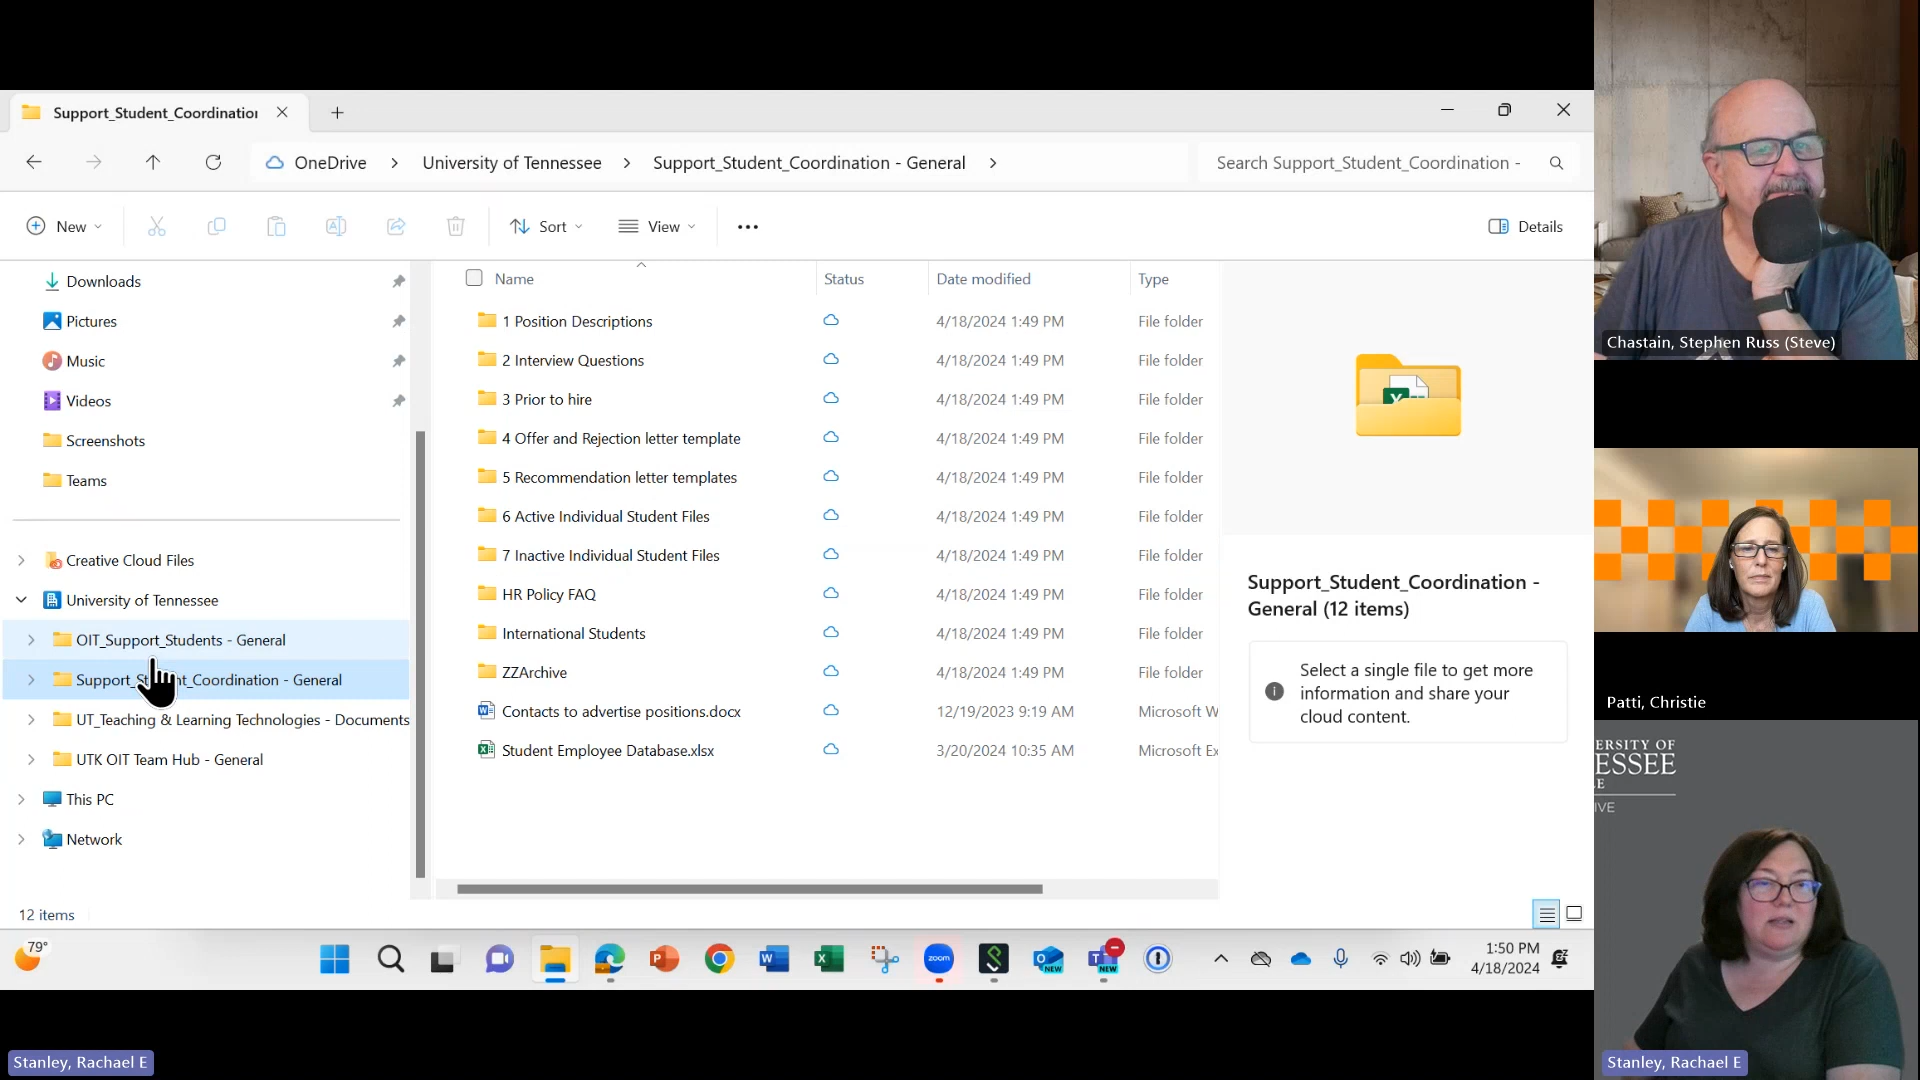 Support_Student_Coordination
OneDrive > University of Tennessee > Support_Student_Coordination - General >
Search Support_Student_Coordination -
New
Sort
View
Details
Downloads
Pictures
Music
Videos
Screenshots
Teams
Creative Cloud Files
University of Tennessee
OIT_Support_Students - General
Support_St nt_Coordination - General
UT_Teaching & Learning Technologies - Documents
UTK OIT Team Hub - General
This PC
Network
Name Status Date modified Type
1 Position Descriptions 4/18/2024 1:49 PM File folder
2 Interview Questions 4/18/2024 1:49 PM File folder
3 Prior to hire 4/18/2024 1:49 PM File folder
4 Offer and Rejection letter template 4/18/2024 1:49 PM File folder
5 Recommendation letter templates 4/18/2024 1:49 PM File folder
6 Active Individual Student Files 4/18/2024 1:49 PM File folder
7 Inactive Individual Student Files 4/18/2024 1:49 PM File folder
HR Policy FAQ 4/18/2024 1:49 PM File folder
International Students 4/18/2024 1:49 PM File folder
ZZArchive 4/18/2024 1:49 PM File folder
Contacts to advertise positions.docx 12/19/2023 9:19 AM Microsoft W
Student Employee Database.xlsx 3/20/2024 10:35 AM Microsoft Ex
Support_Student_Coordination -
General (12 items)
Select a single file to get more
information and share your
cloud content.
12 items
79°
zoom
NEW
NEW
1:50 PM
4/18/2024
Stanley, Rachael E
Chastain, Stephen Russ (Steve)
Patti, Christie
ERSITY OF
ESSEE
LE
IVE
Stanley, Rachael E